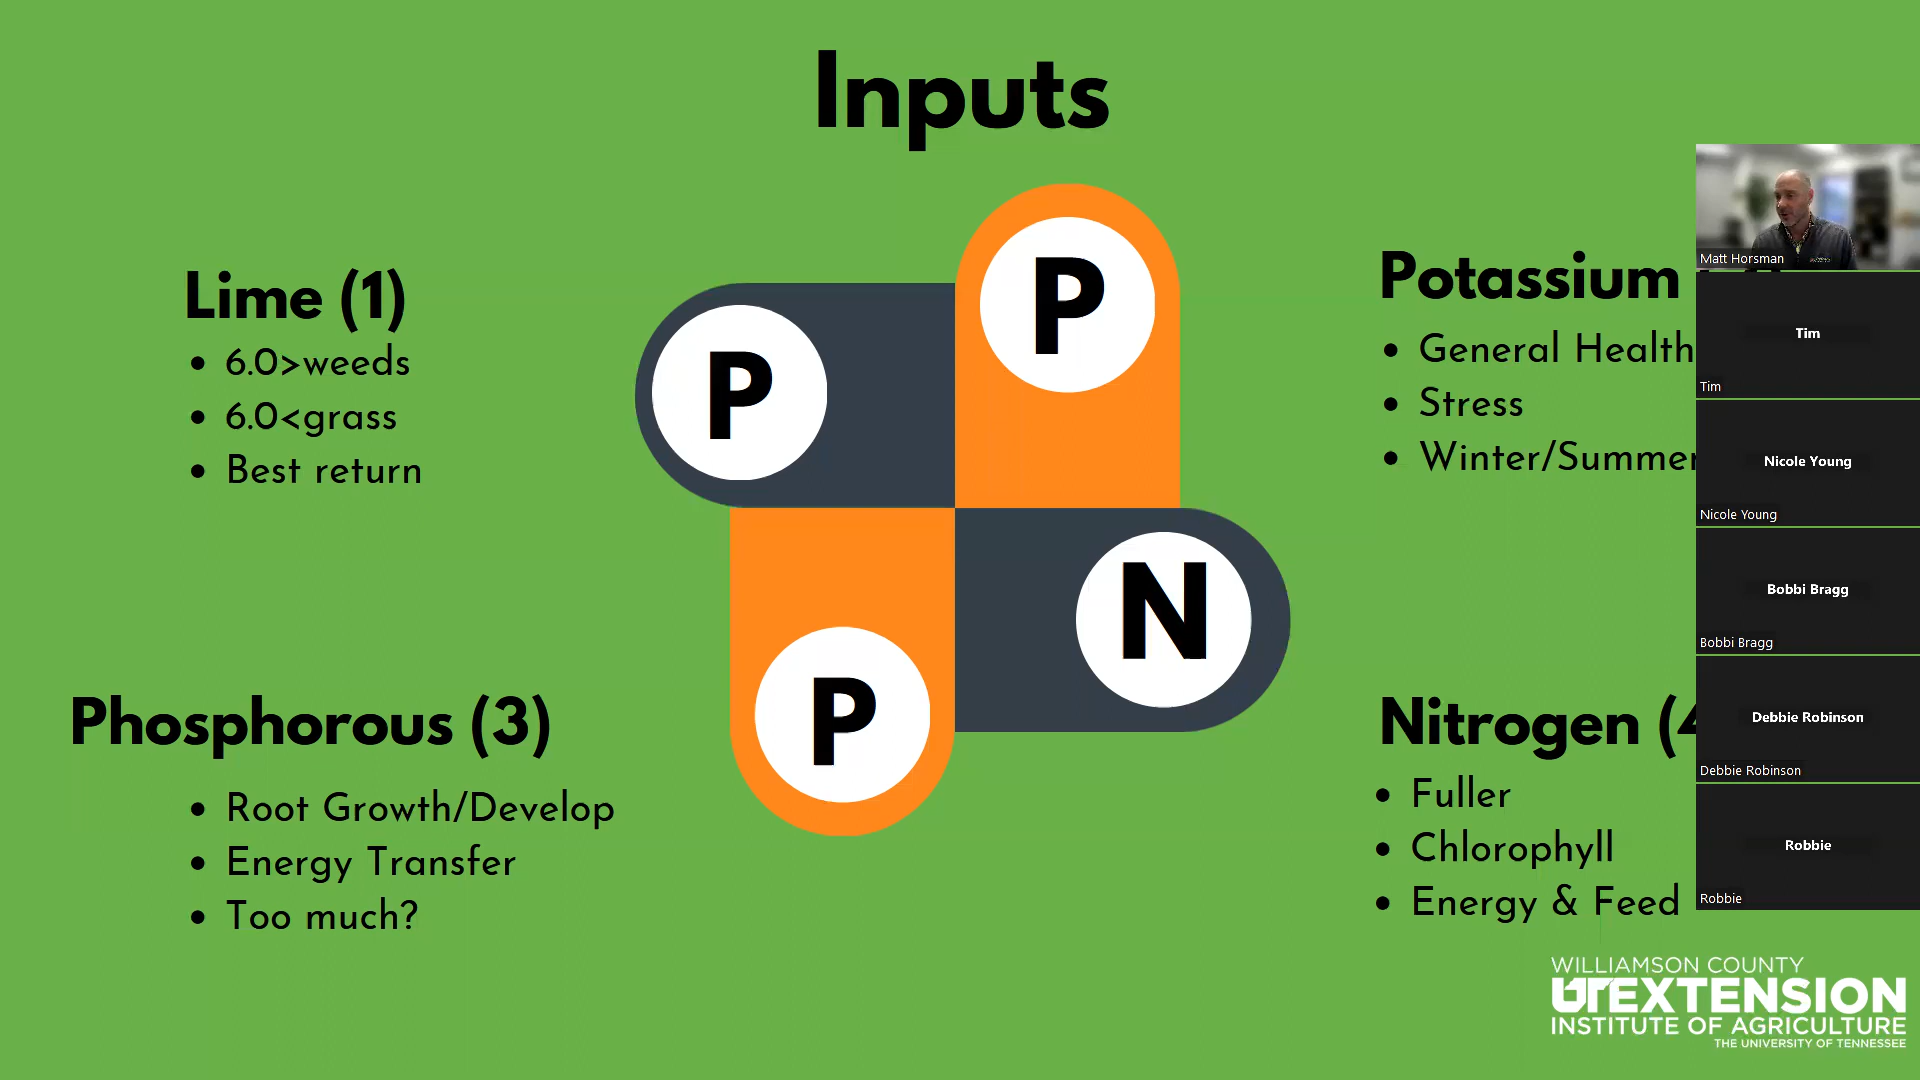 Inputs
Lime (1)
6.0>weeds
6.0<grass
Best return
P
P
Potassium
General Health
Stress
Winter/Summer
Phosphorous (3)
Root Growth/Develop
Energy Transfer
Too much?
P
N
Nitrogen (4
Fuller
Chlorophyll
Energy & Feed
Matt Horsman
Tim
Tim
Nicole Young
Nicole Young
Bobbi Bragg
Bobbi Bragg
Debbie Robinson
Debbie Robinson
Robbie
Robbie
WILLIAMSON COUNTY
UTEXTENSION
INSTITUTE OF AGRICULTURE
THE UNIVERSITY OF TENNESSEE